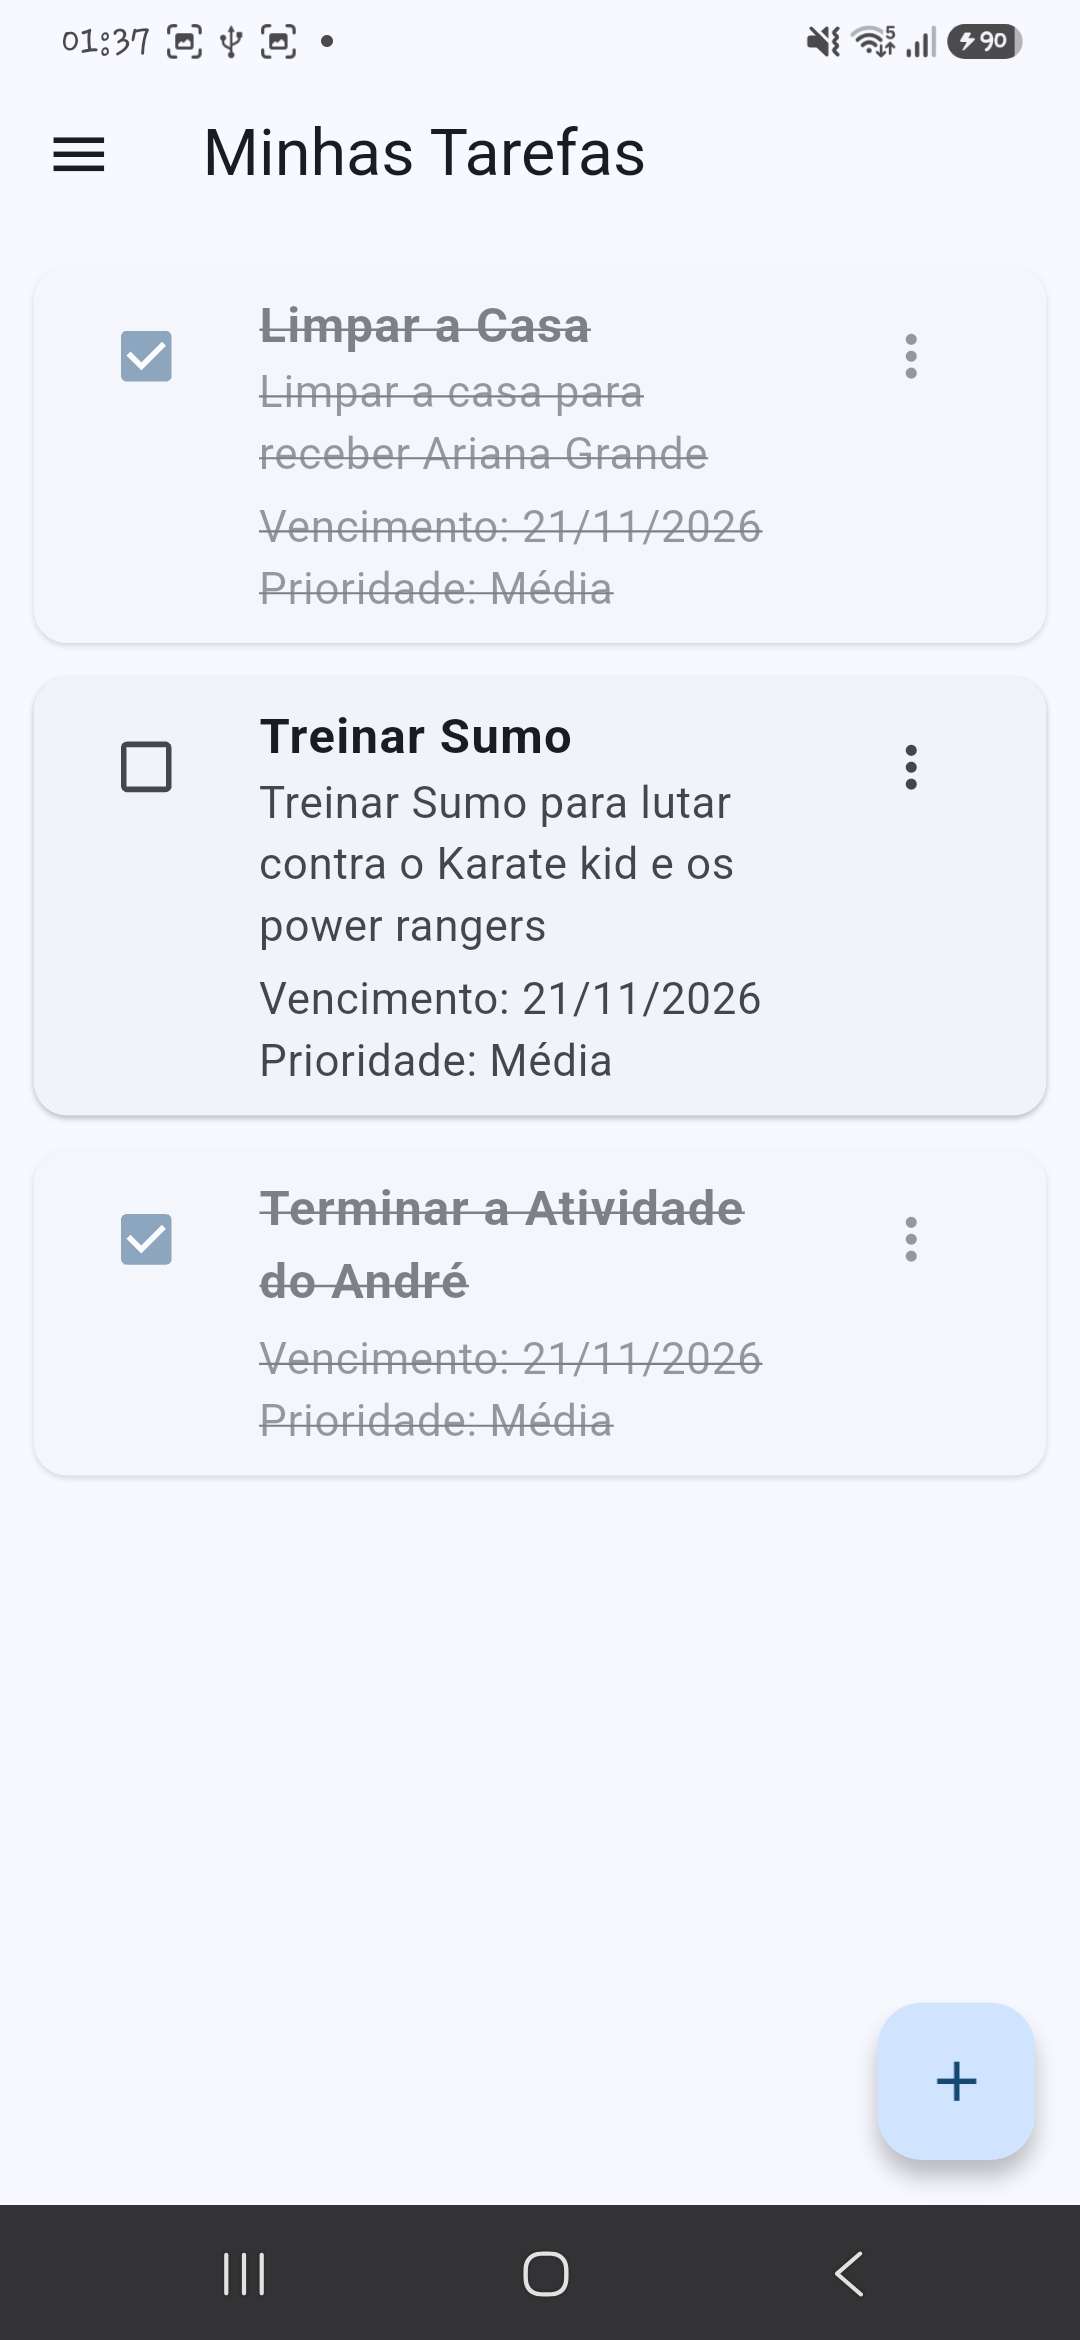 01:37
5
90
Minhas Tarefas
Limpar a Casa
Limpar a casa para
receber Ariana Grande
Vencimento: 21/11/2026
Prioridade: Média
Treinar Sumo
Treinar Sumo para lutar
contra o Karate kid e os
power rangers
Vencimento: 21/11/2026
Prioridade: Média
Terminar a Atividade
do André
Vencimento: 21/11/2026
Prioridade: Média